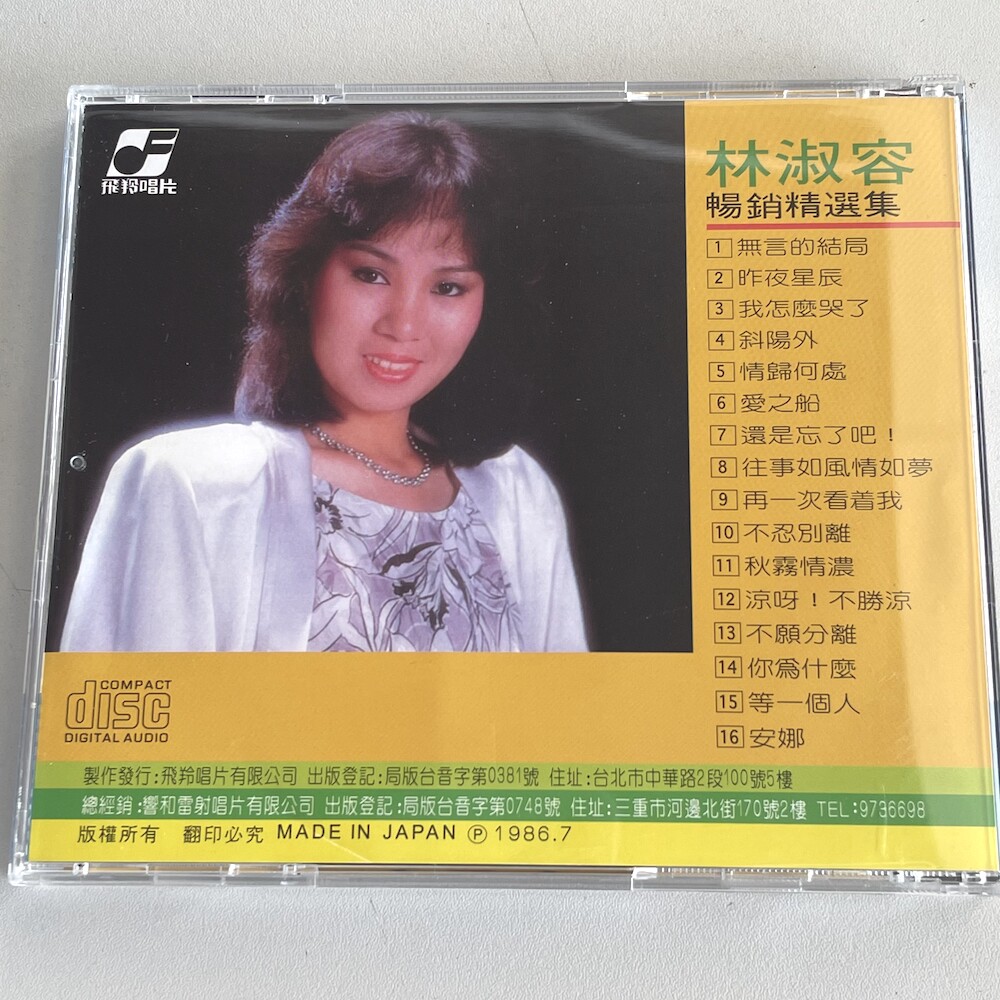 飛羚唱片
林淑容
暢銷精選集
1 無言的結局
2 昨夜星辰
3 我怎麼哭了
4 斜陽外
5 情歸何處
6 愛之船
7 還是忘了吧！
8 往事如風情如夢
9 再一次看着我
10 不忍別離
11 秋霧情濃
12 涼呀！不勝涼
13 不願分離
14 你為什麼
15 等一個人
16 安娜
COMPACT
disc
DIGITAL AUDIO
製作發行:飛羚唱片有限公司 出版登記:局版台音字第0381號 住址:台北市中華路2段100號5樓
總經銷:響和雷射唱片有限公司 出版登記:局版台音字第0748號 住址:三重市河邊北街170號2樓 TEL:9736698
版權所有 翻印必究 MADE IN JAPAN Ⓟ 1986.7